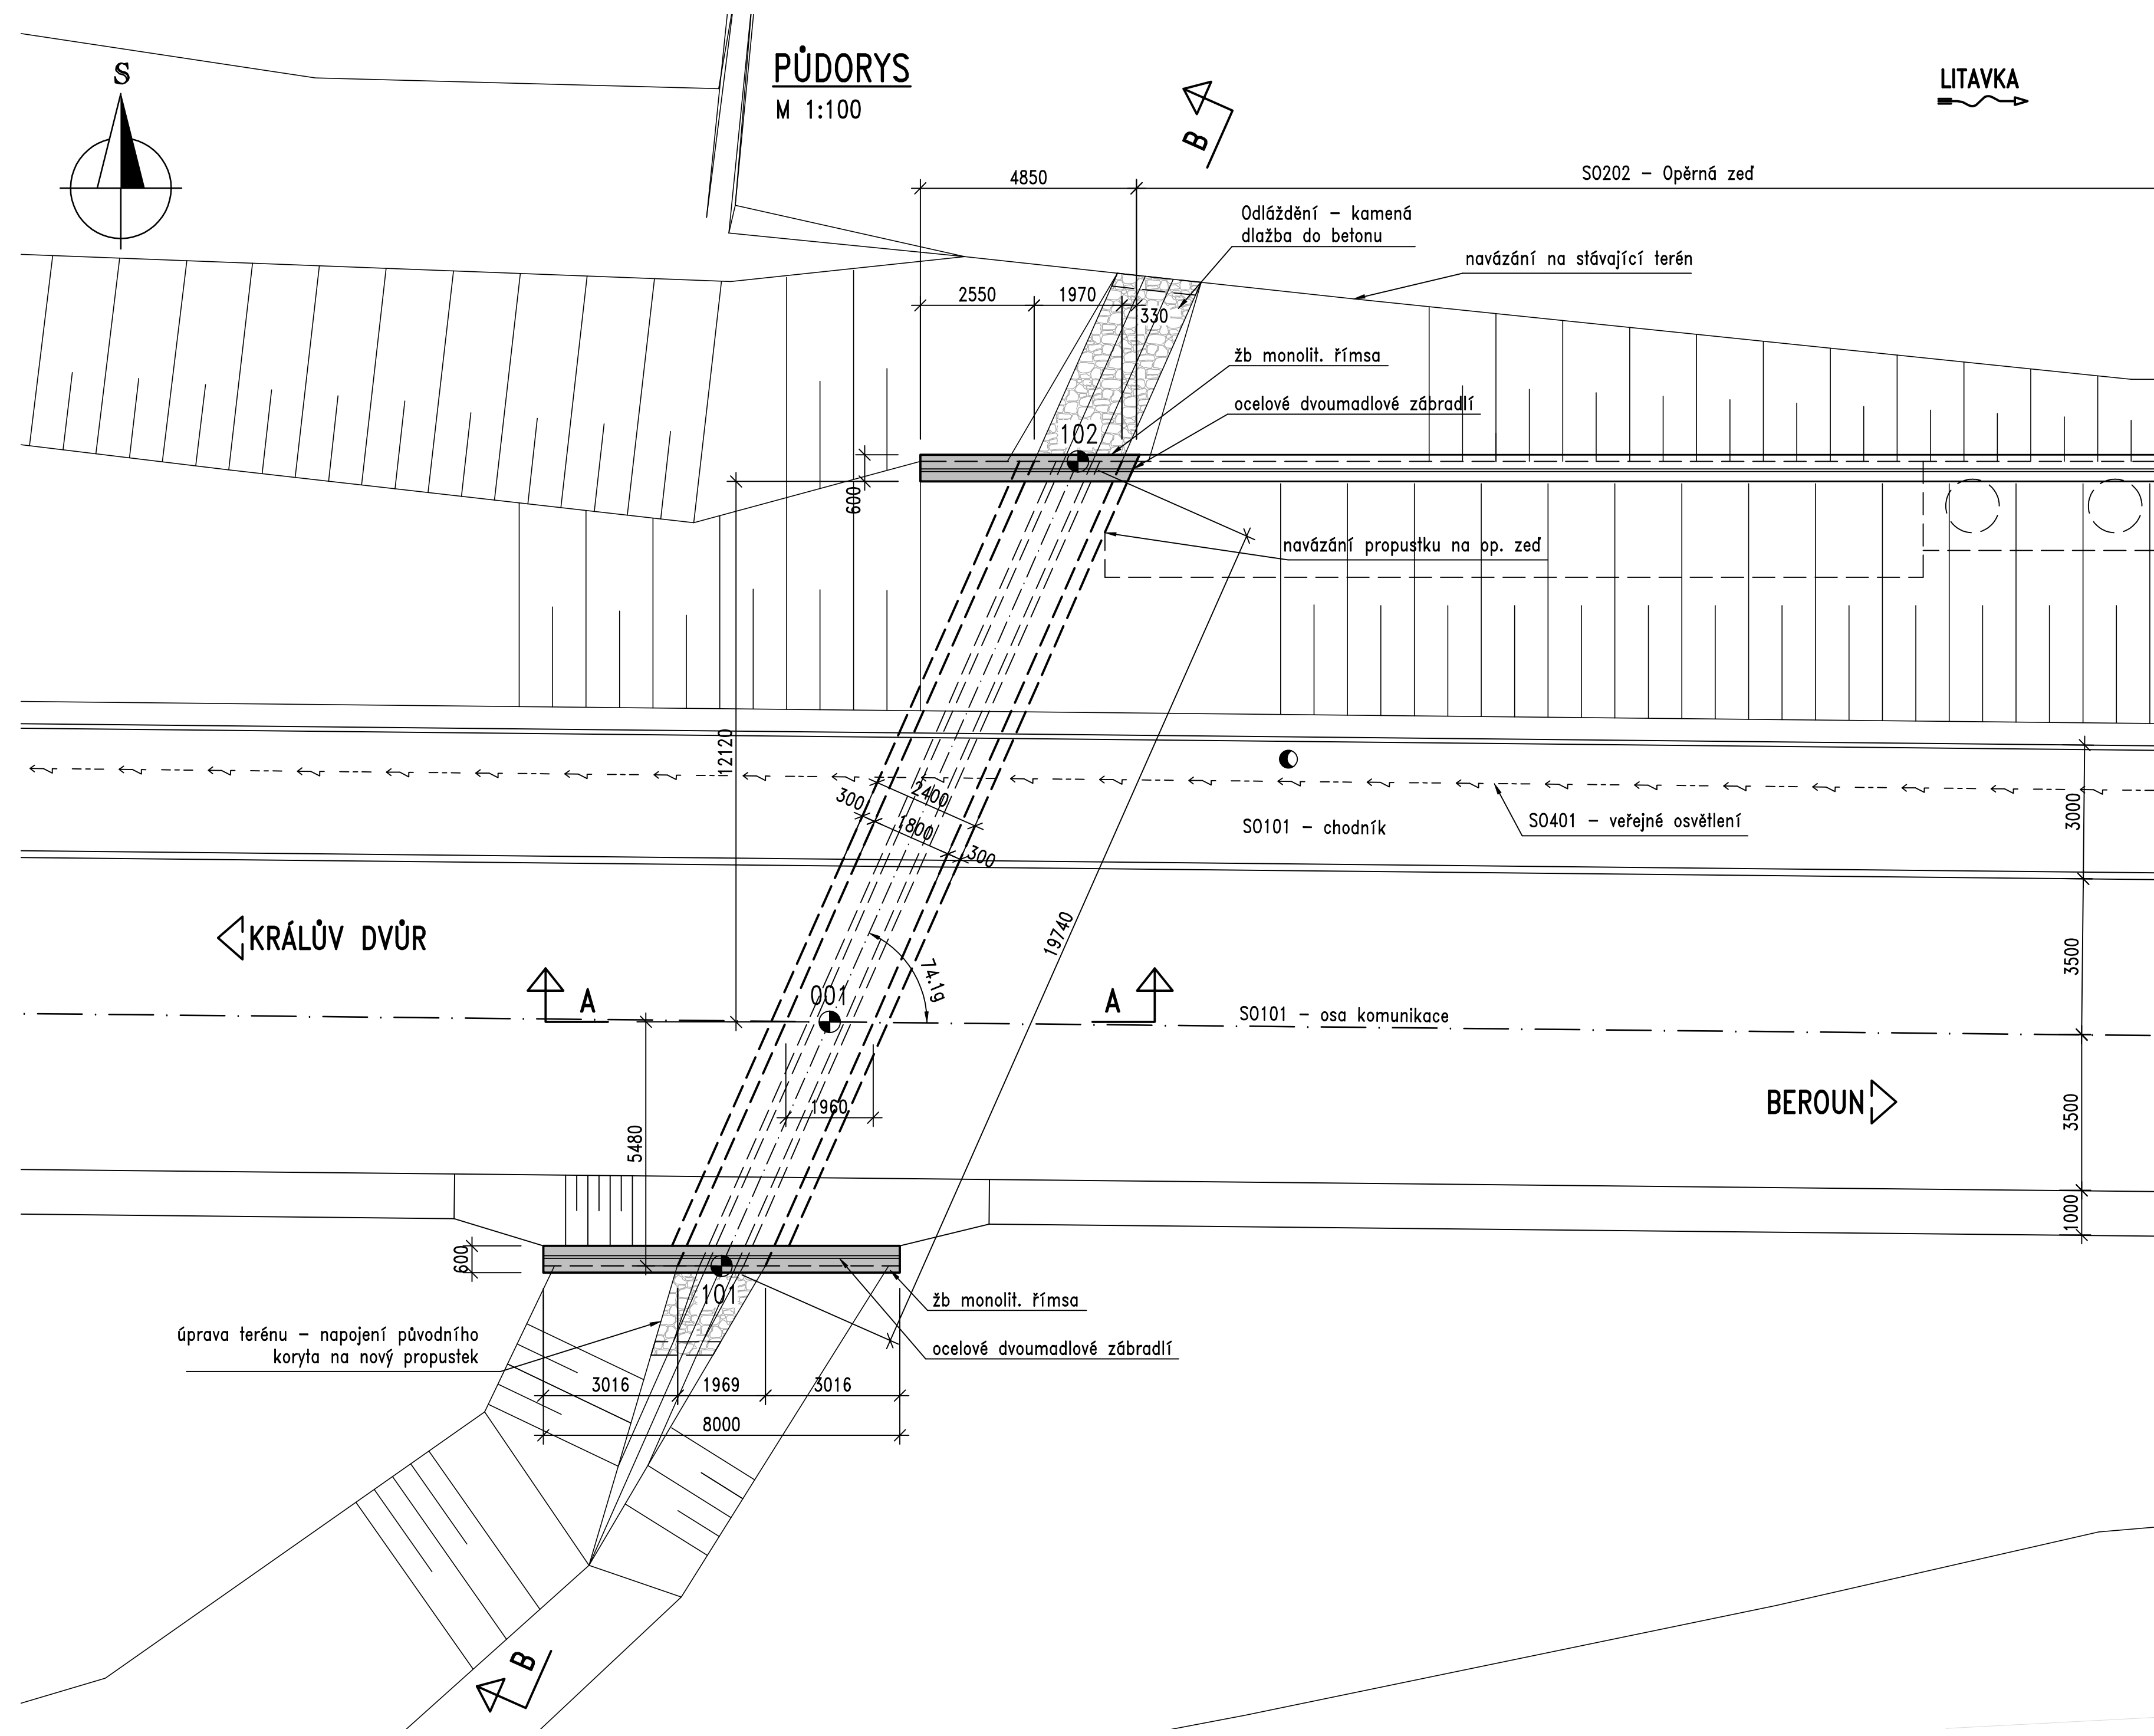 S
PŮDORYS
M 1:100
B
LITAVKA
4850
SO202 – Opěrná zeď
Odláždění – kamená
dlažba do betonu
navázání na stávající terén
2550
1970
330
žb monolit. římsa
ocelové dvoumadlové zábradlí
102
600
navázání propustku na op. zeď
12120
2400
300
1800
300
SO101 – chodník
SO401 – veřejné osvětlení
3000
KRÁLŮV DVŮR
19740
74.1g
3500
A
001
A
SO101 – osa komunikace
1960
BEROUN
3500
5480
1000
600
101
žb monolit. římsa
úprava terénu – napojení původního
koryta na nový propustek
ocelové dvoumadlové zábradlí
3016
1969
3016
8000
B